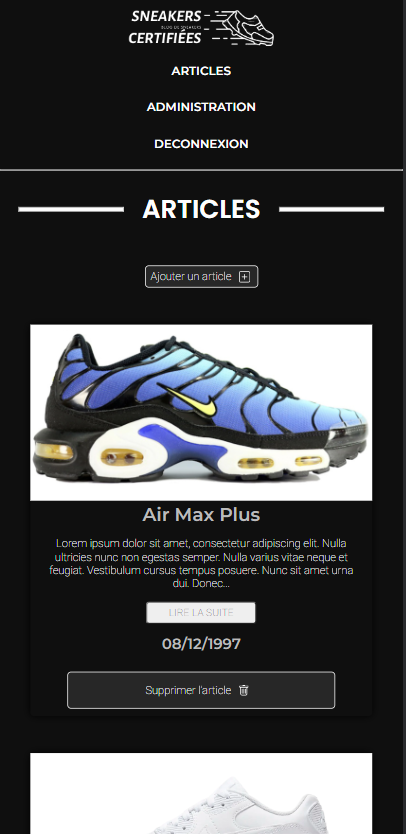 SNEAKERS
BLOG DE SNEAKERS
CERTIFIÉES
ARTICLES
ADMINISTRATION
DECONNEXION
ARTICLES
Ajouter un article
Air Max Plus
Lorem ipsum dolor sit amet, consectetur adipiscing elit. Nulla
ultricies nunc non egestas semper. Nulla varius vitae neque et
feugiat. Vestibulum cursus tempus posuere. Nunc sit amet urna
dui. Donec...
LIRE LA SUITE
08/12/1997
Supprimer l'article